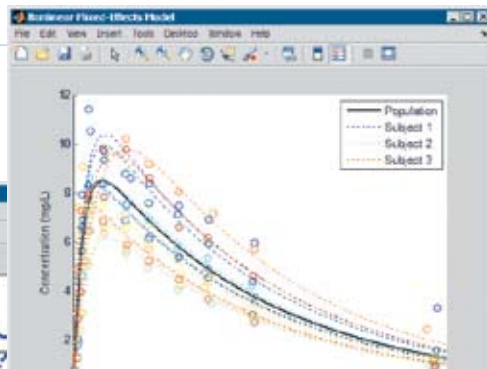 Nonlinear Mixed-Effects Model
File Edit View Insert Tools Desktop Window Help
12
10
8
6
4
2
Concentration (mg/L)
Population
Subject 1
Subject 2
Subject 3